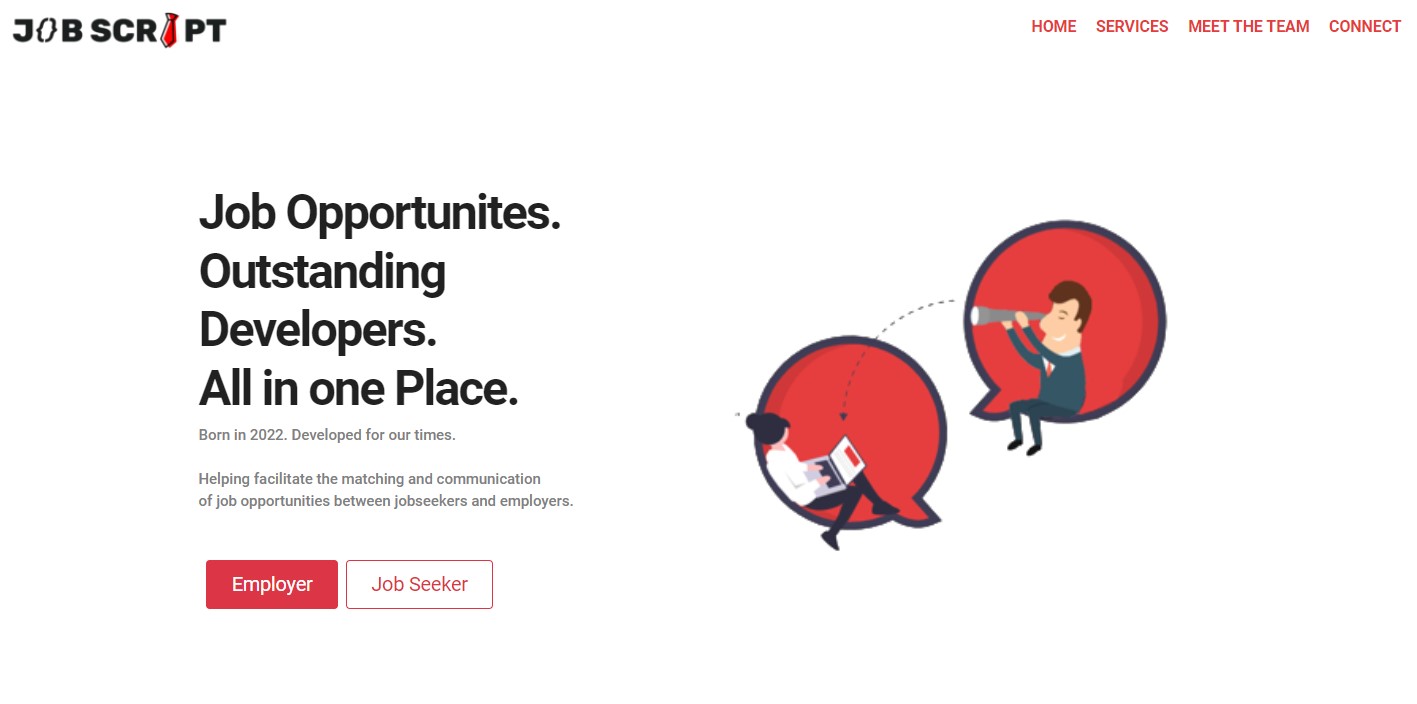 JOB SCRIPT
HOME SERVICES MEET THE TEAM CONNECT
Job Opportunites.
Outstanding
Developers.
All in one Place.
Born in 2022. Developed for our times.
Helping facilitate the matching and communication
of job opportunities between jobseekers and employers.
Employer Job Seeker